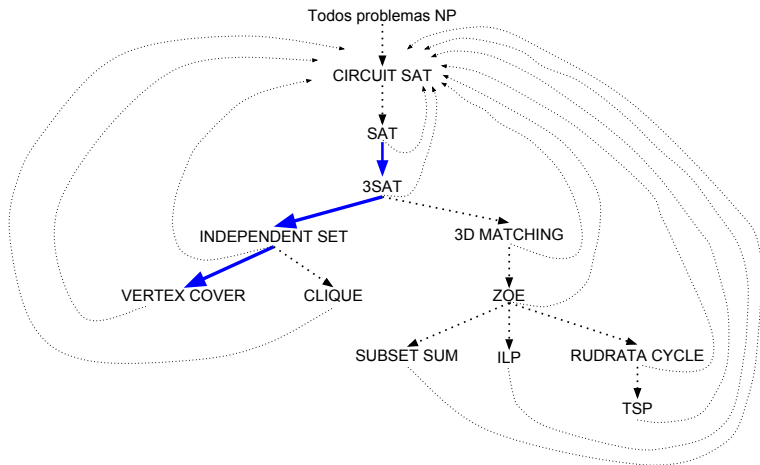 Todos problemas NP
CIRCUIT SAT
SAT
3SAT
INDEPENDENT SET
3D MATCHING
VERTEX COVER
CLIQUE
ZOE
SUBSET SUM
ILP
RUDRATA CYCLE
TSP